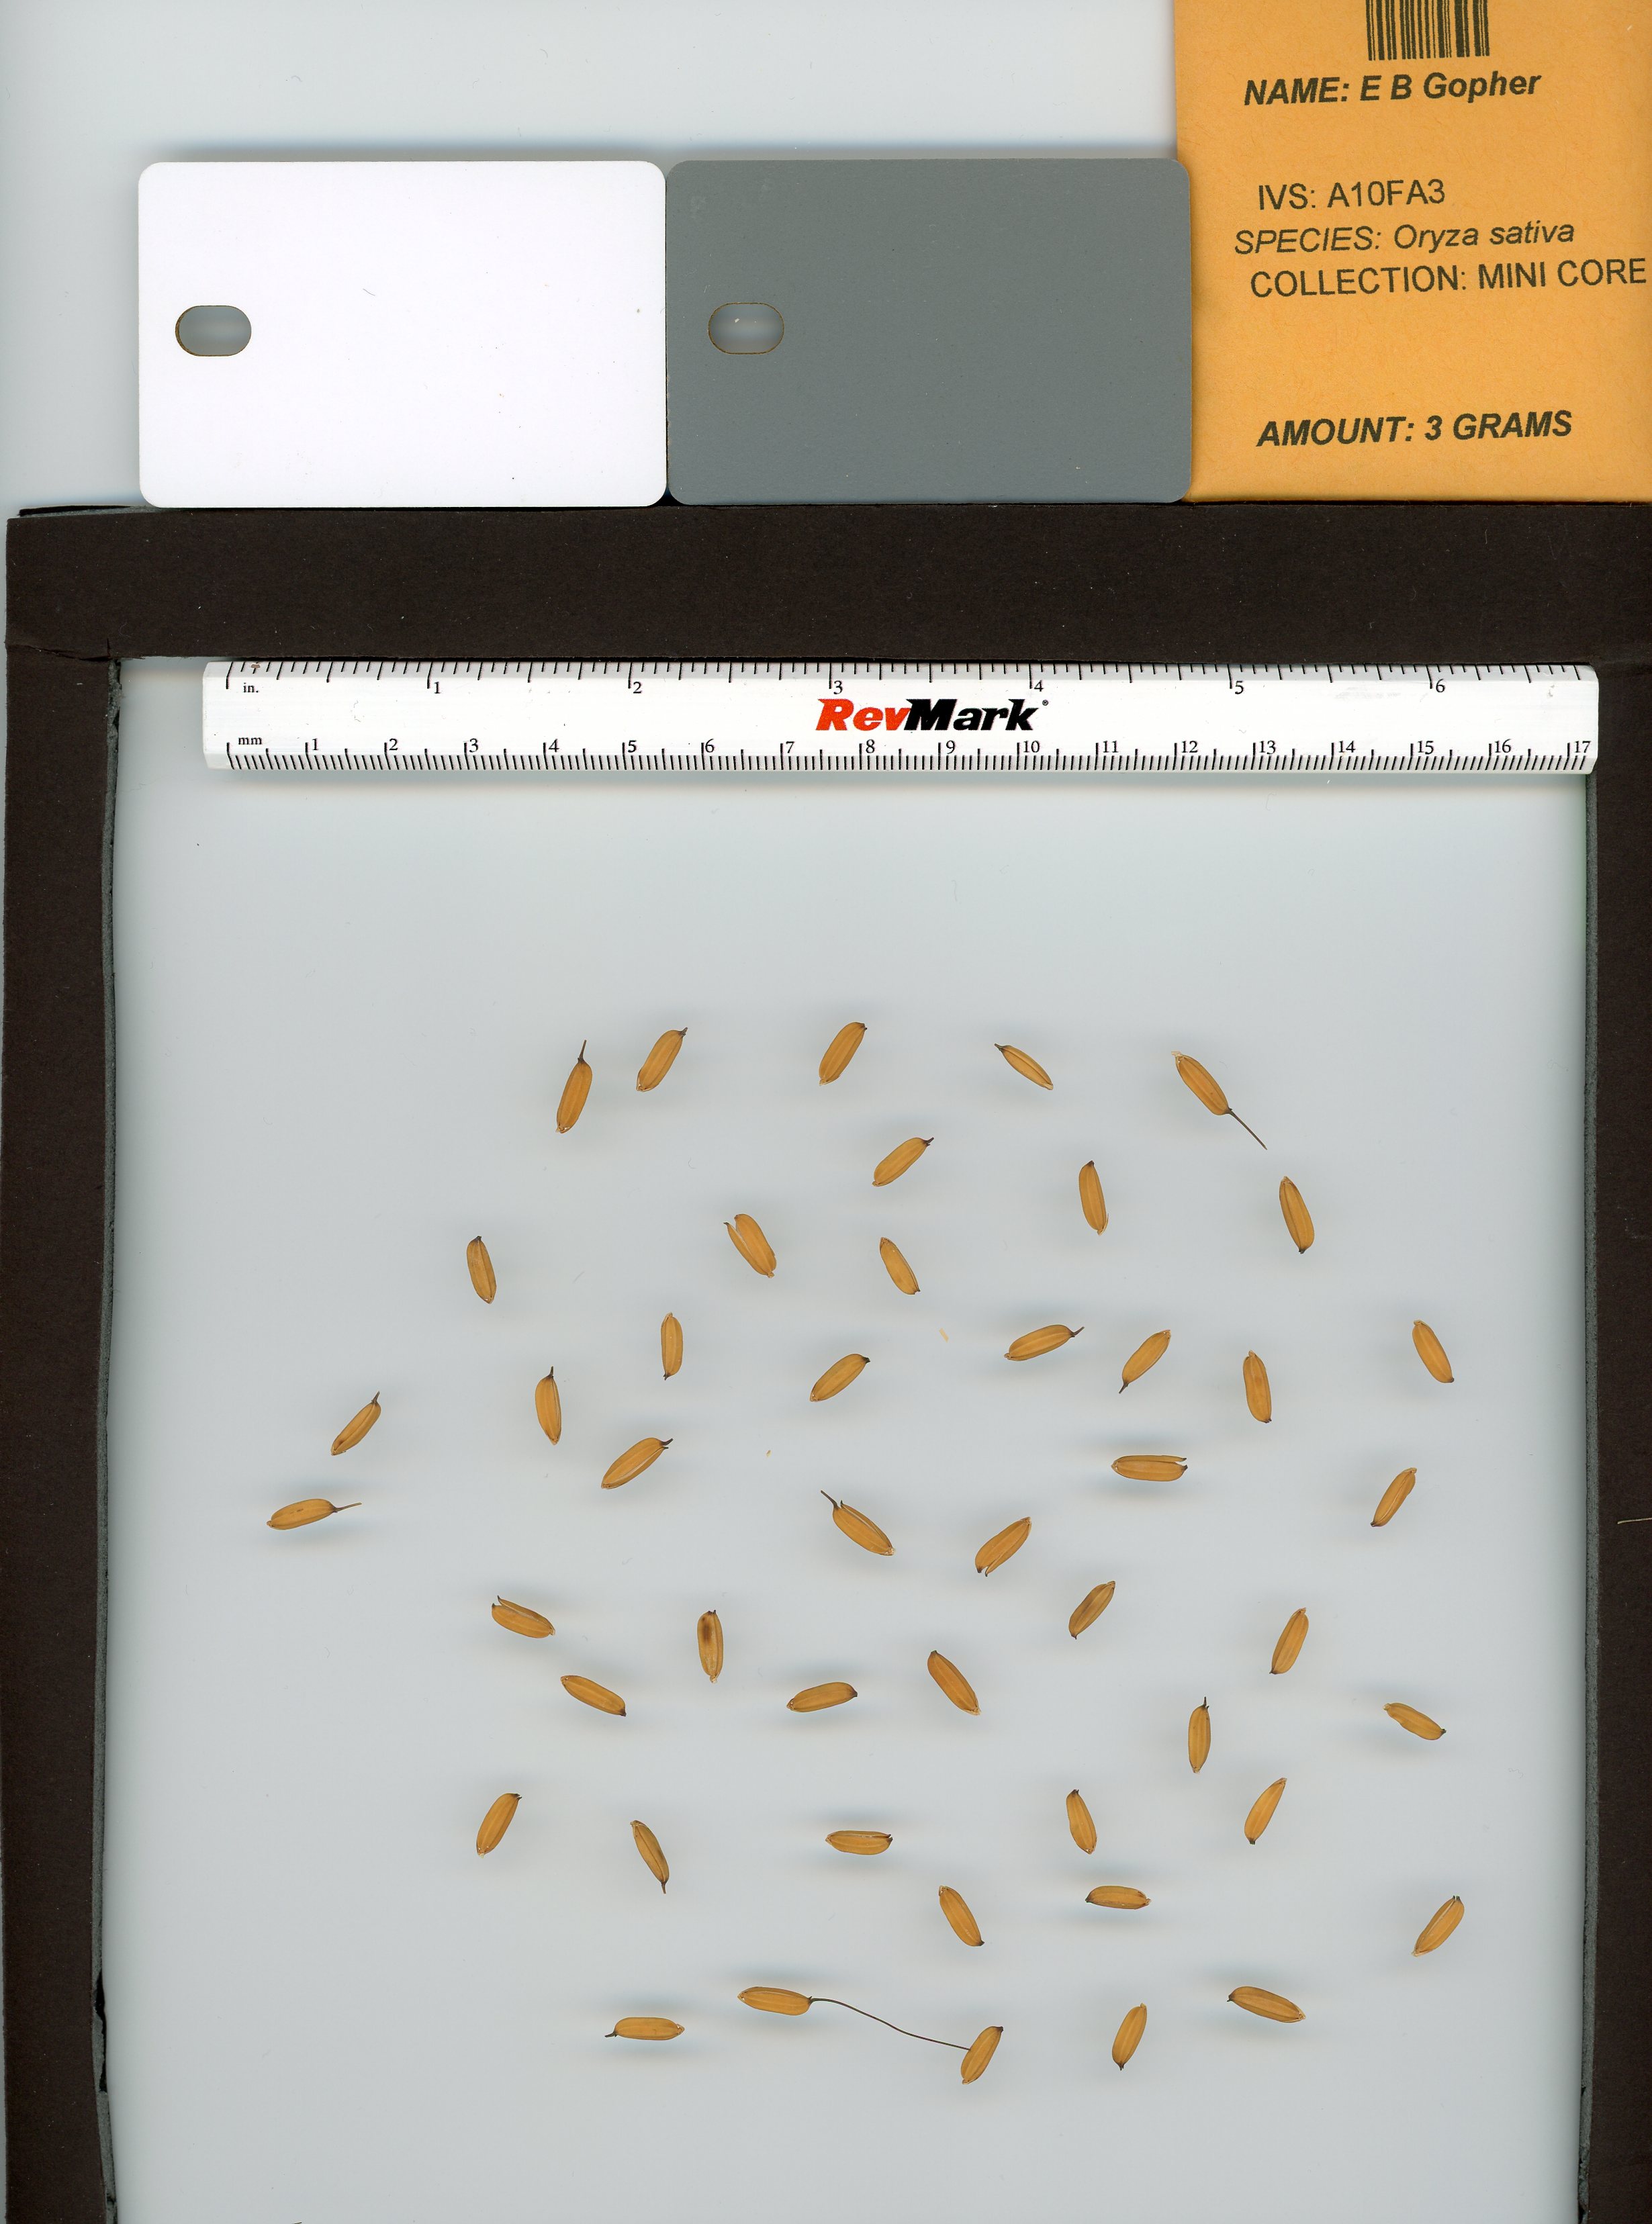 NAME: E B Gopher
IVS: A10FA3
SPECIES: Oryza sativa
COLLECTION: MINI CORE
AMOUNT: 3 GRAMS
in. 1 2 3 4 5 6
RevMark®
mm 1 2 3 4 5 6 7 8 9 10 11 12 13 14 15 16 17